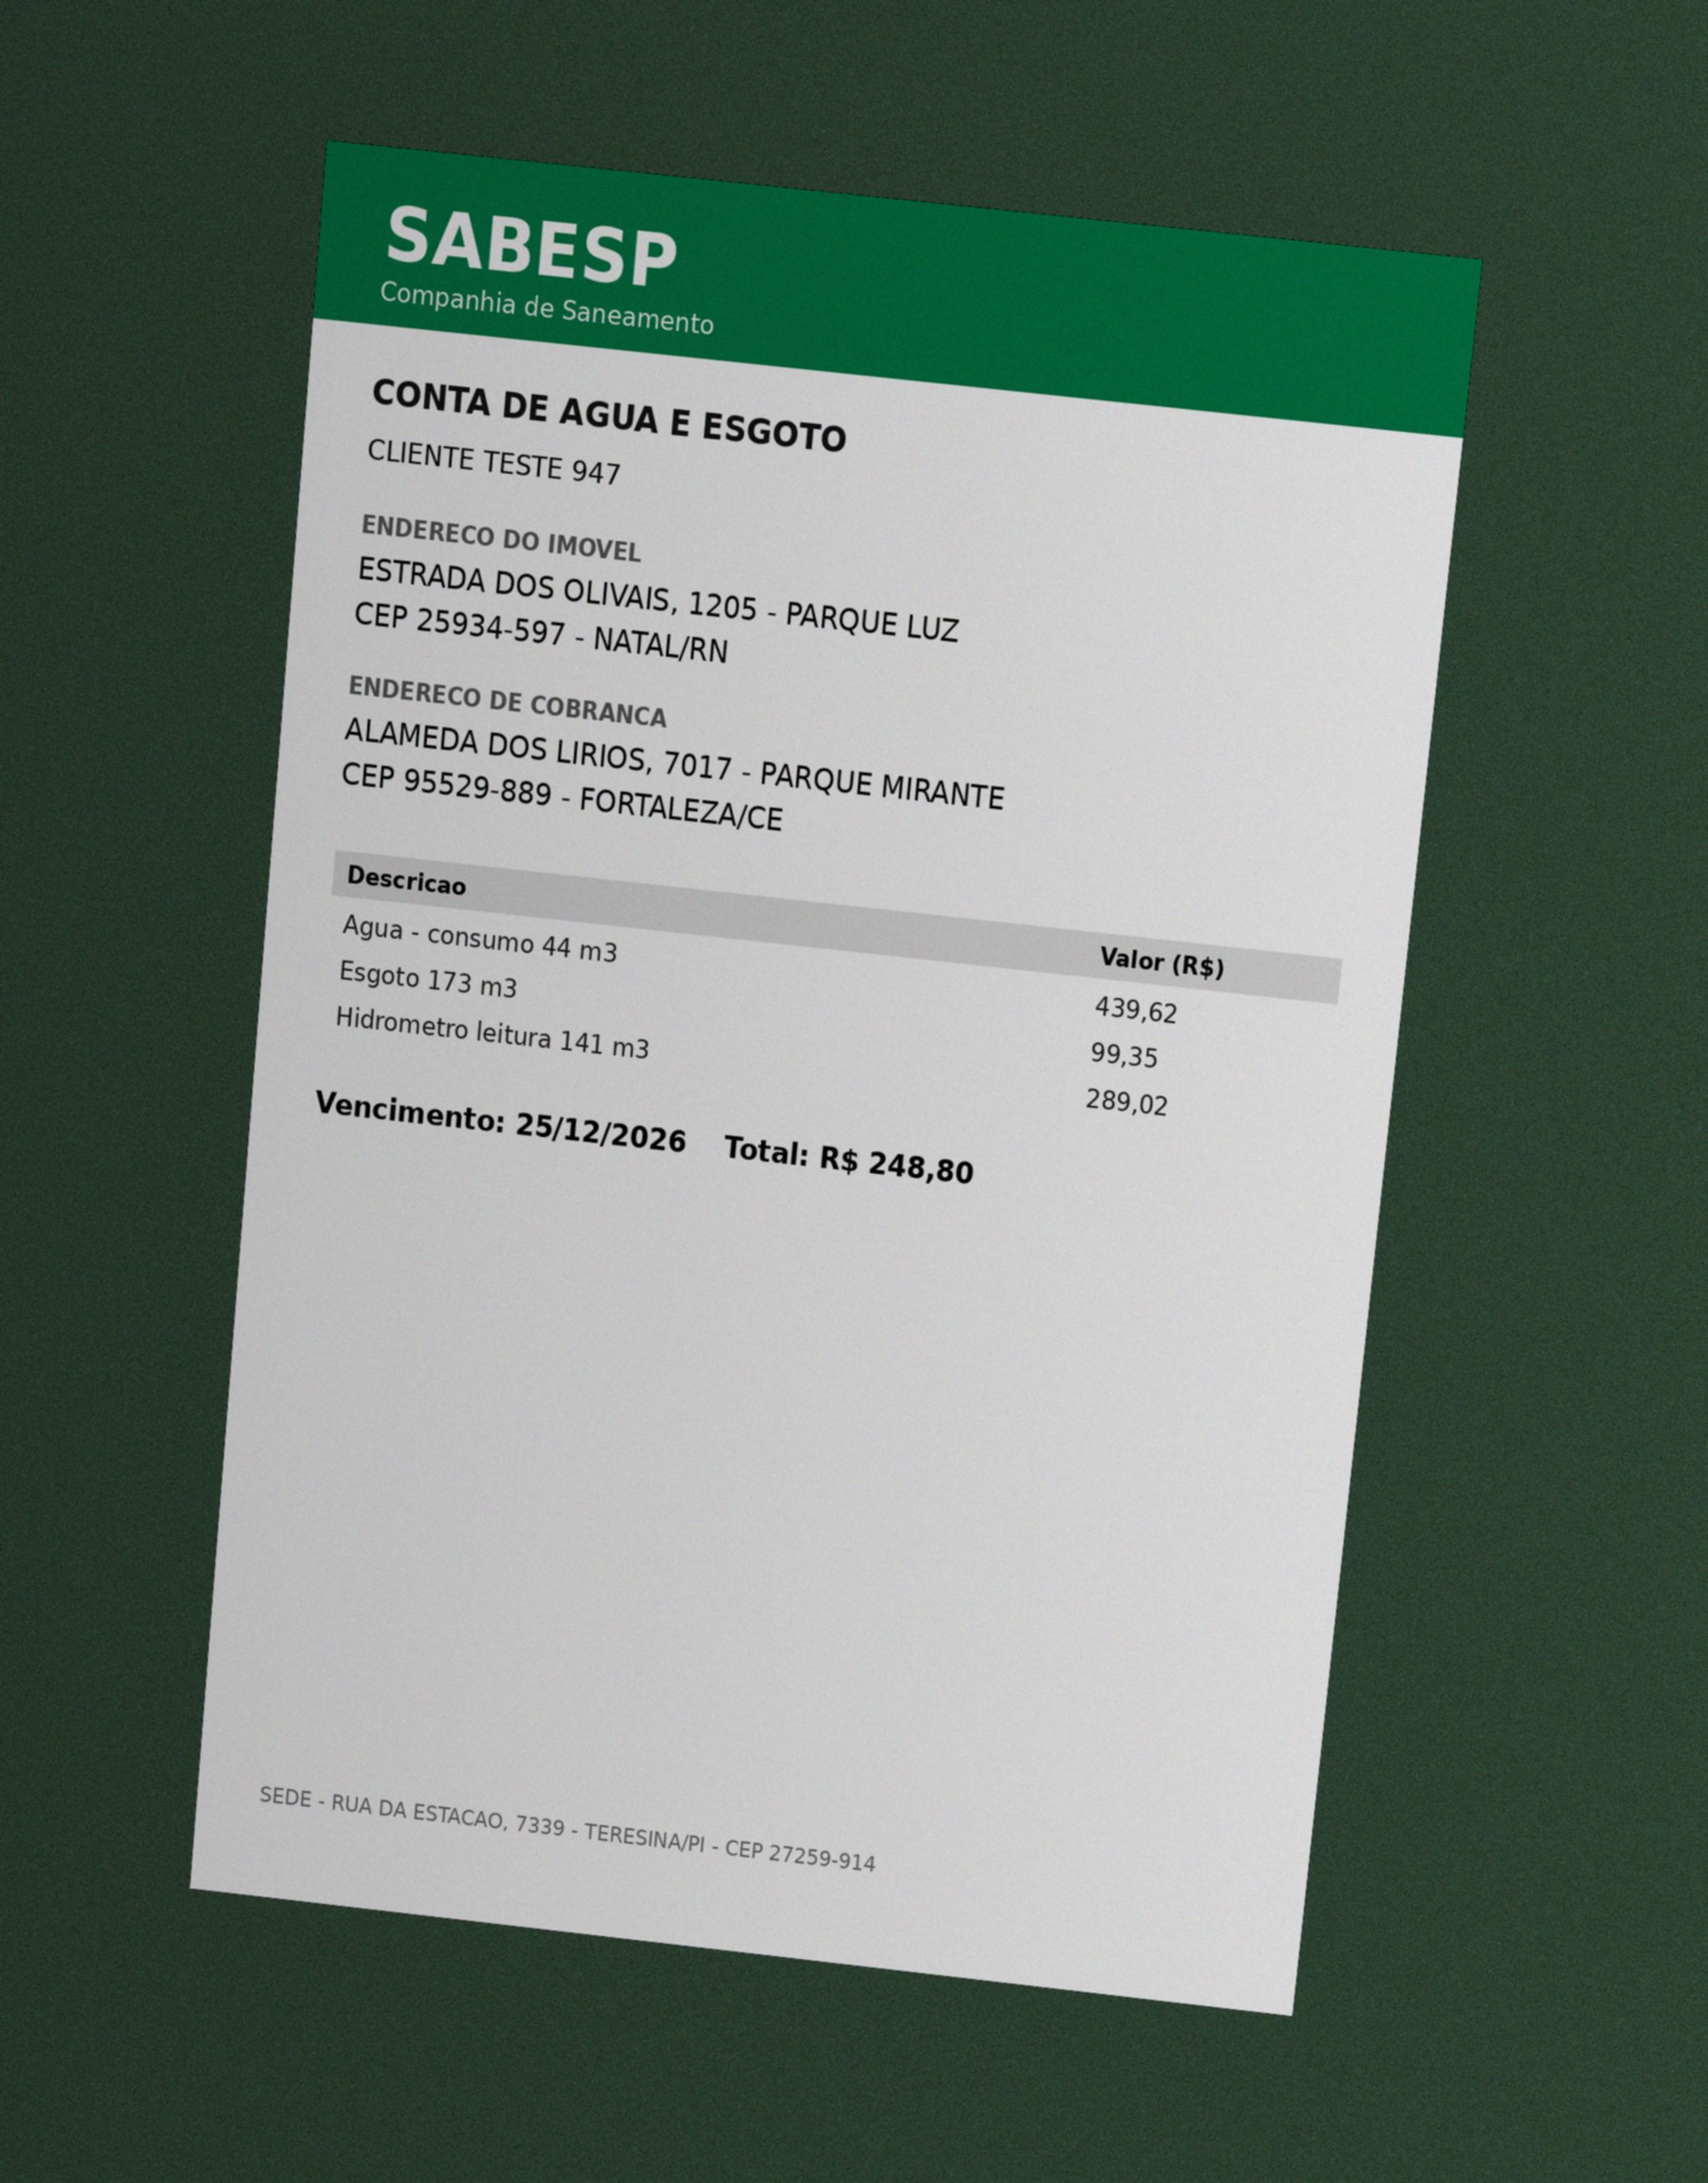 SABESP
Companhia de Saneamento
CONTA DE AGUA E ESGOTO
CLIENTE TESTE 947
ENDERECO DO IMOVEL
ESTRADA DOS OLIVAIS, 1205 - PARQUE LUZ
CEP 25934-597 - NATAL/RN
ENDERECO DE COBRANCA
ALAMEDA DOS LIRIOS, 7017 - PARQUE MIRANTE
CEP 95529-889 - FORTALEZA/CE
Descricao Valor (R$)
Agua - consumo 44 m3 439,62
Esgoto 173 m3 99,35
Hidrometro leitura 141 m3 289,02
Vencimento: 25/12/2026 Total: R$ 248,80
SEDE - RUA DA ESTACAO, 7339 - TERESINA/PI - CEP 27259-914